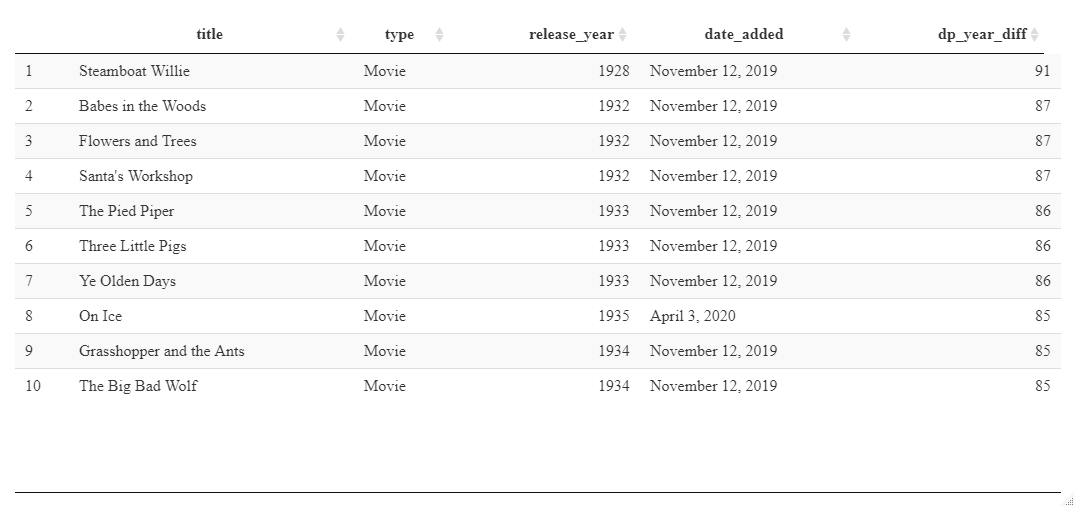 title type release_year date_added dp_year_diff
1 Steamboat Willie Movie 1928 November 12, 2019 91
2 Babes in the Woods Movie 1932 November 12, 2019 87
3 Flowers and Trees Movie 1932 November 12, 2019 87
4 Santa's Workshop Movie 1932 November 12, 2019 87
5 The Pied Piper Movie 1933 November 12, 2019 86
6 Three Little Pigs Movie 1933 November 12, 2019 86
7 Ye Olden Days Movie 1933 November 12, 2019 86
8 On Ice Movie 1935 April 3, 2020 85
9 Grasshopper and the Ants Movie 1934 November 12, 2019 85
10 The Big Bad Wolf Movie 1934 November 12, 2019 85